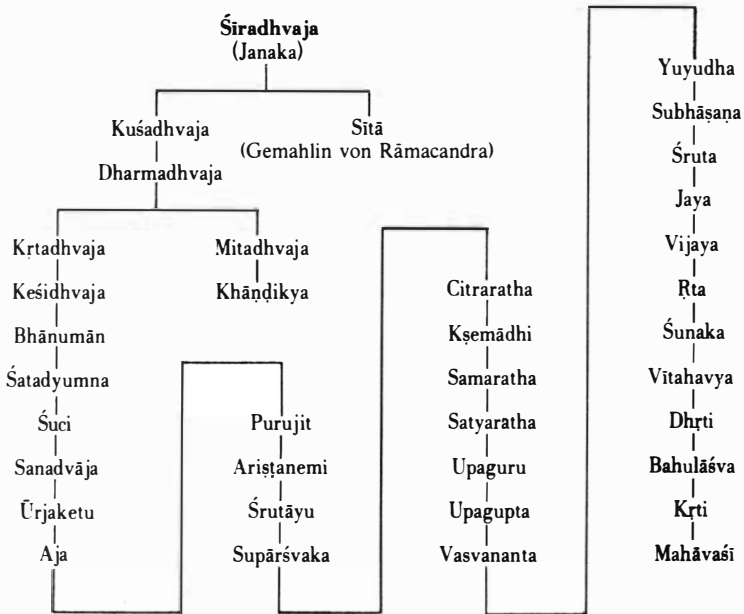 Śīradhvaja
(Janaka)
Kuśadhvaja
Sītā
(Gemahlin von Rāmacandra)
Dharmadhvaja
Kṛtadhvaja
Mitadhvaja
Keśidhvaja
Khāṇḍikya
Bhānumān
Śatadyumna
Śuci
Sanadvāja
Ūrjaketu
Aja
Purujit
Ariṣṭanemi
Śrutāyu
Supārśvaka
Citraratha
Kṣemādhi
Samaratha
Satyaratha
Upaguru
Upagupta
Vasvananta
Yuyudha
Subhāṣaṇa
Śruta
Jaya
Vijaya
Ṛta
Śunaka
Vītahavya
Dhṛti
Bahulāśva
Kṛti
Mahāvaśī